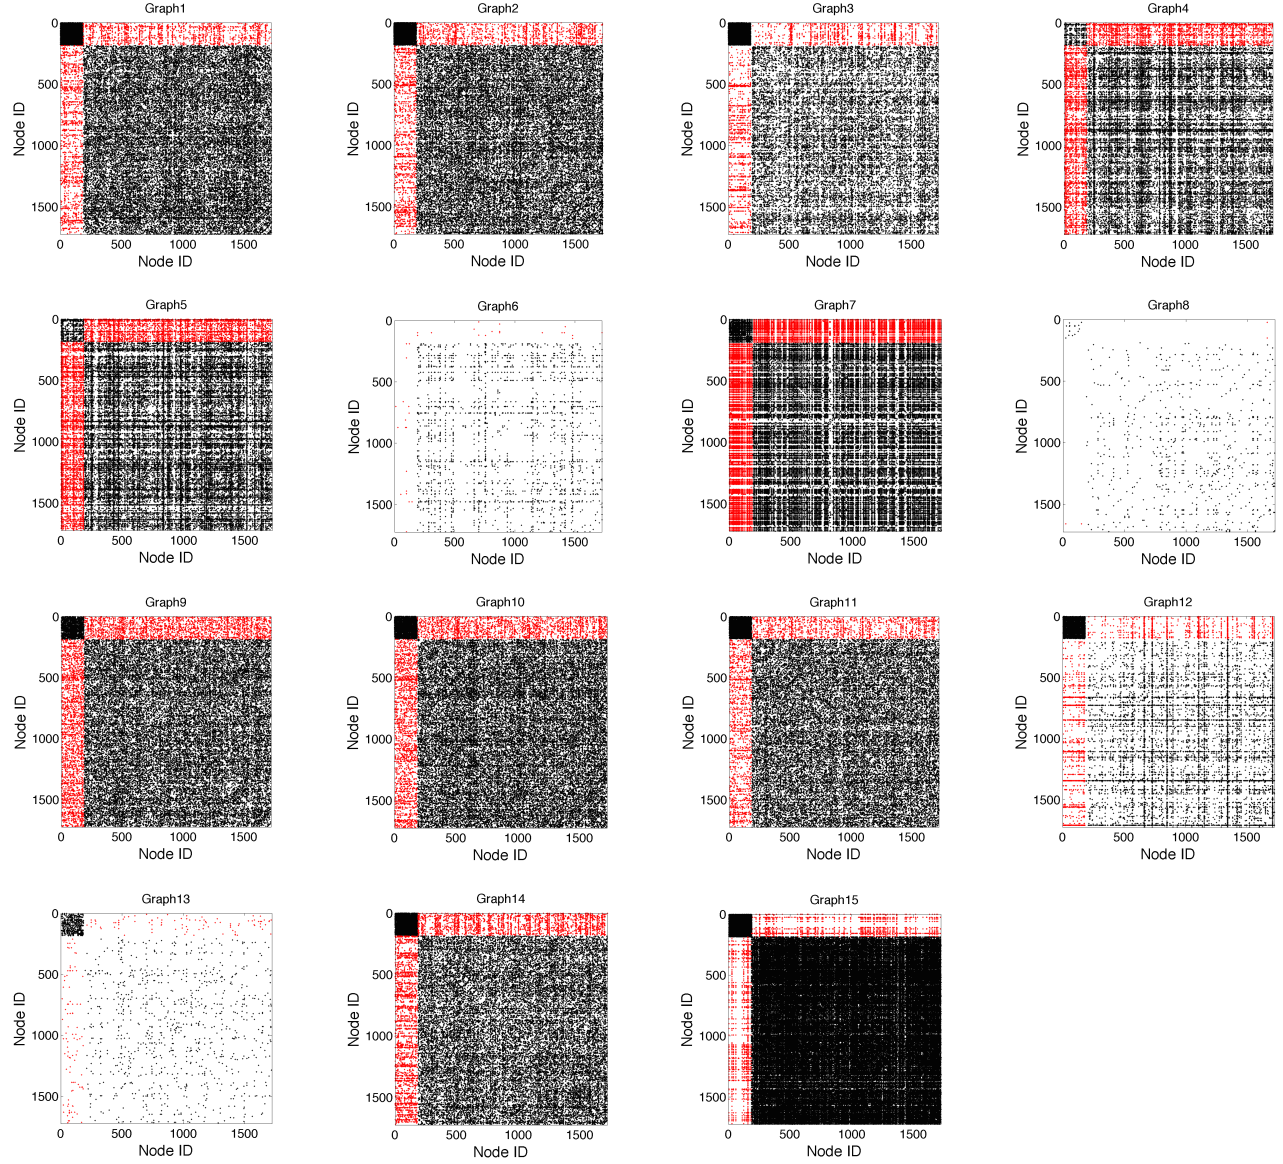 Graph1 Graph2 Graph3 Graph4
0 0 0 0
500 500 500 500
1000 1000 1000 1000
1500 1500 1500 1500
Node ID Node ID Node ID Node ID
0 500 1000 1500 0 500 1000 1500 0 500 1000 1500 0 500 1000 1500
Node ID Node ID Node ID Node ID
Graph5 Graph6 Graph7 Graph8
0 0 0 0
500 500 500 500
1000 1000 1000 1000
1500 1500 1500 1500
Node ID Node ID Node ID Node ID
0 500 1000 1500 0 500 1000 1500 0 500 1000 1500 0 500 1000 1500
Node ID Node ID Node ID Node ID
Graph9 Graph10 Graph11 Graph12
0 0 0 0
500 500 500 500
1000 1000 1000 1000
1500 1500 1500 1500
Node ID Node ID Node ID Node ID
0 500 1000 1500 0 500 1000 1500 0 500 1000 1500 0 500 1000 1500
Node ID Node ID Node ID Node ID
Graph13 Graph14 Graph15
0 0 0
500 500 500
1000 1000 1000
1500 1500 1500
Node ID Node ID Node ID
0 500 1000 1500 0 500 1000 1500 0 500 1000 1500
Node ID Node ID Node ID